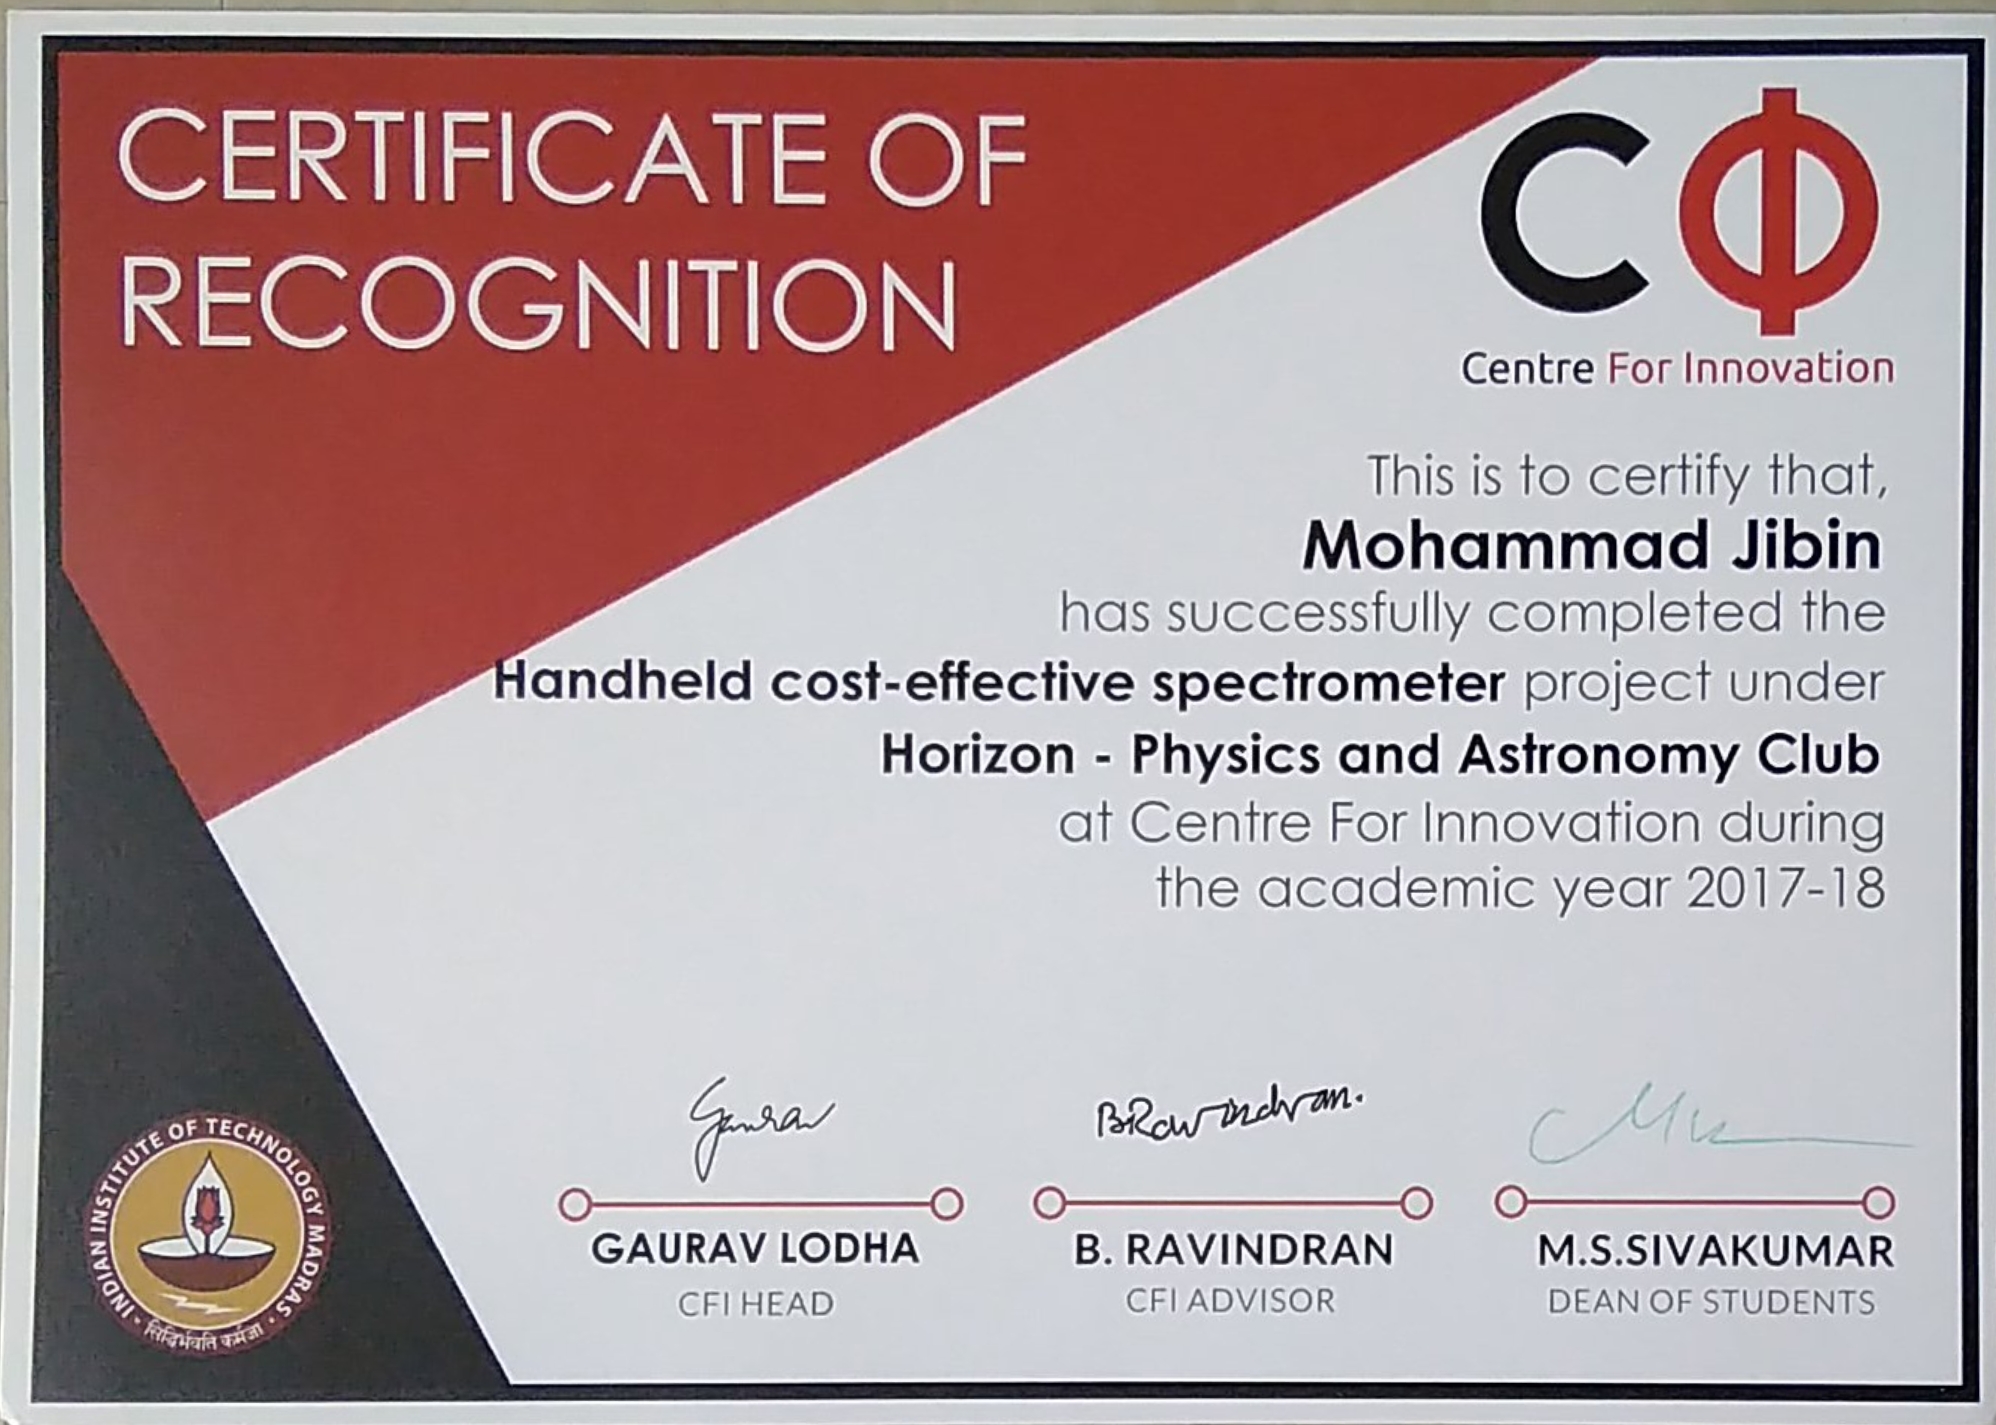 CERTIFICATE OF
RECOGNITION
CΦ
Centre For Innovation
This is to certify that,
Mohammad Jibin
has successfully completed the
Handheld cost-effective spectrometer project under
Horizon - Physics and Astronomy Club
at Centre For Innovation during
the academic year 2017-18
Gaurav
BRavindran.
GAURAV LODHA
CFI HEAD
B. RAVINDRAN
CFI ADVISOR
M.S.SIVAKUMAR
DEAN OF STUDENTS
INDIAN INSTITUTE OF TECHNOLOGY MADRAS
सिद्धिर्भवति कर्मजा